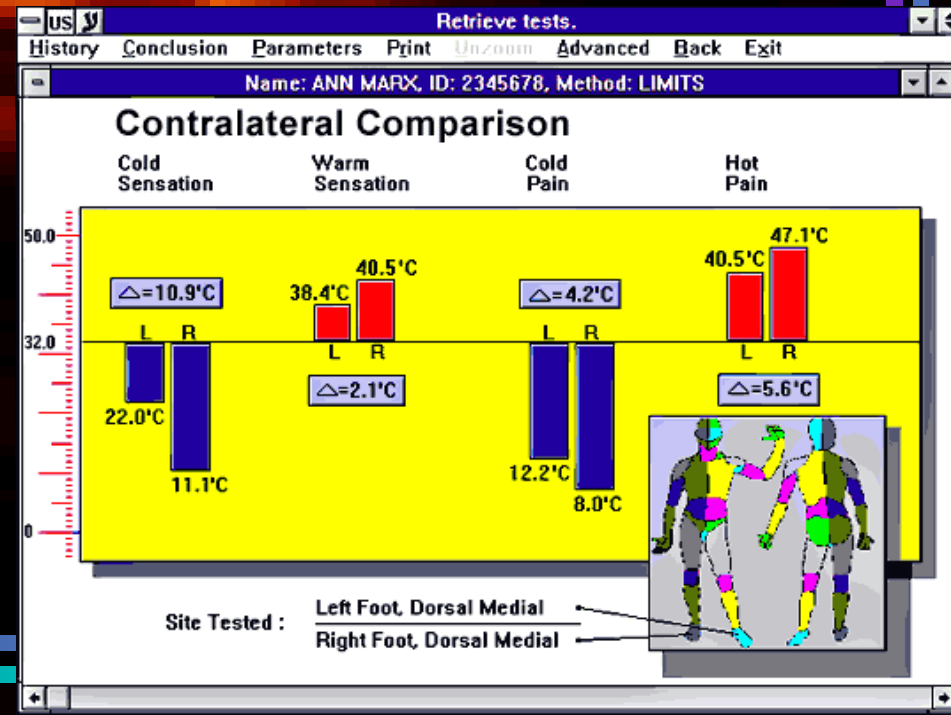 US Retrieve tests.
History Conclusion Parameters Print Unzoom Advanced Back Exit
Name: ANN MARX, ID: 2345678, Method: LIMITS
Contralateral Comparison
Cold Sensation
Warm Sensation
Cold Pain
Hot Pain
50.0
32.0
0
△=10.9'C
L R
22.0'C
11.1'C
38.4'C
40.5'C
L R
△=2.1'C
△=4.2'C
L R
12.2'C
8.0'C
40.5'C
47.1'C
L R
△=5.6'C
Site Tested :
Left Foot, Dorsal Medial
Right Foot, Dorsal Medial